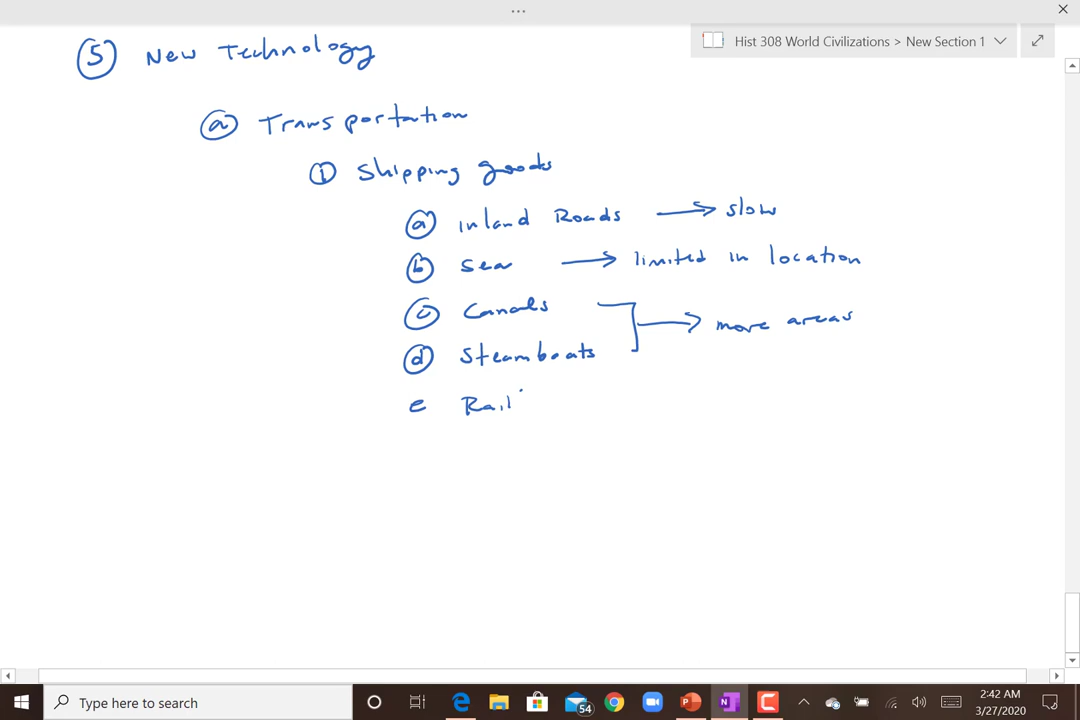 Hist 308 World Civilizations > New Section 1
5 New Technology
a Transportation
i Shipping goods
a inland Roads → slow
b sea → limited in location
c Canals
→ more areas
d Steamboats
e Rail
Type here to search
54
2:42 AM
3/27/2020